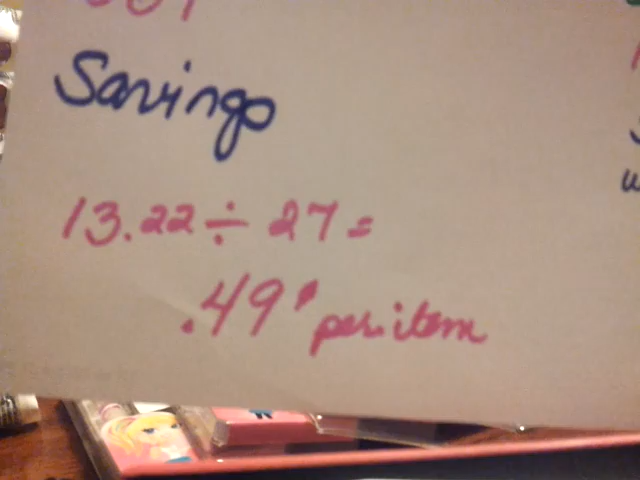 Savings
13.22 ÷ 27 =
.49¢ per item